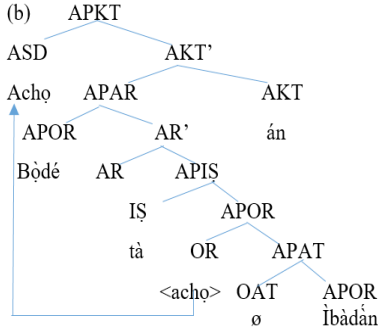 (b) APKT
ASD AKT’
Achọ APAR AKT
APOR AR’ án
Bọ̀dé AR APIṢ
IṢ APOR
tà OR APAT
<achọ> OAT APOR
ø Ìbàdán